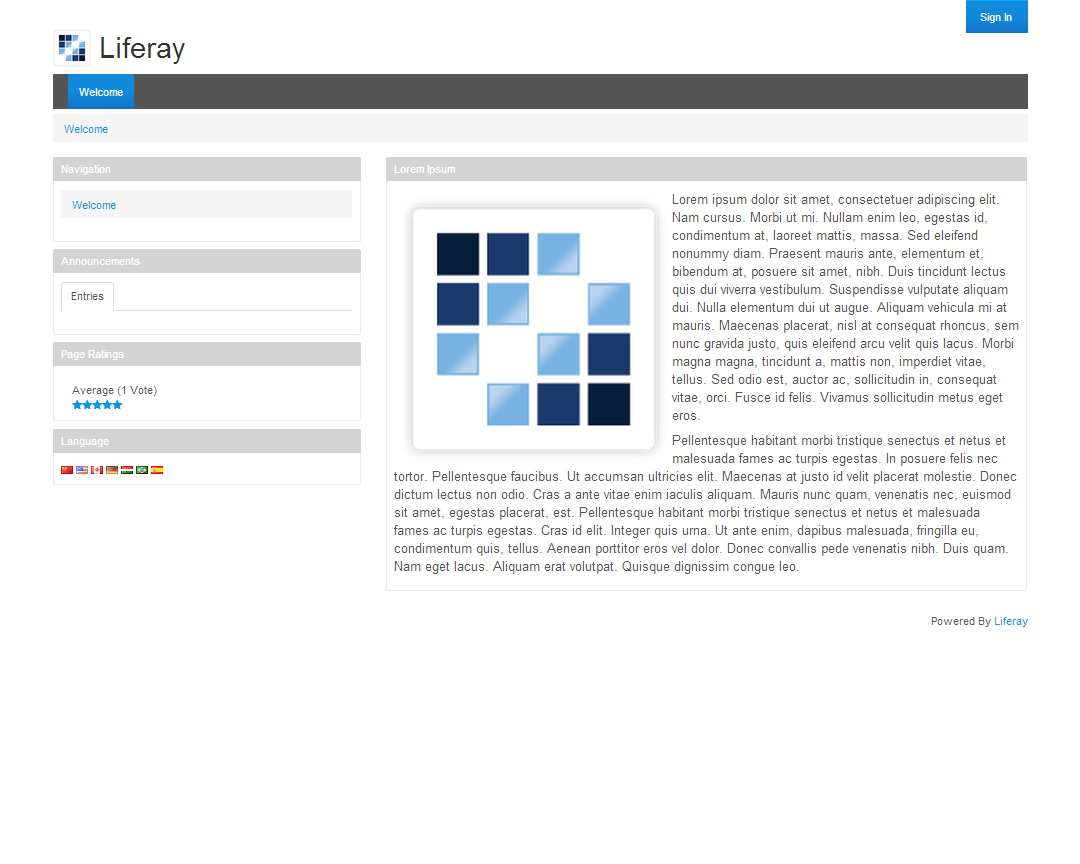 Sign In
Liferay
Welcome
Welcome
Navigation
Welcome
Announcements
Entries
Page Ratings
Average (1 Vote)
Language
Lorem Ipsum
Lorem ipsum dolor sit amet, consectetuer adipiscing elit.
Nam cursus. Morbi ut mi. Nullam enim leo, egestas id,
condimentum at, laoreet mattis, massa. Sed eleifend
nonummy diam. Praesent mauris ante, elementum et,
bibendum at, posuere sit amet, nibh. Duis tincidunt lectus
quis dui viverra vestibulum. Suspendisse vulputate aliquam
dui. Nulla elementum dui ut augue. Aliquam vehicula mi at
mauris. Maecenas placerat, nisl at consequat rhoncus, sem
nunc gravida justo, quis eleifend arcu velit quis lacus. Morbi
magna magna, tincidunt a, mattis non, imperdiet vitae,
tellus. Sed odio est, auctor ac, sollicitudin in, consequat
vitae, orci. Fusce id felis. Vivamus sollicitudin metus eget
eros.
Pellentesque habitant morbi tristique senectus et netus et
malesuada fames ac turpis egestas. In posuere felis nec
tortor. Pellentesque faucibus. Ut accumsan ultricies elit. Maecenas at justo id velit placerat molestie. Donec
dictum lectus non odio. Cras a ante vitae enim iaculis aliquam. Mauris nunc quam, venenatis nec, euismod
sit amet, egestas placerat, est. Pellentesque habitant morbi tristique senectus et netus et malesuada
fames ac turpis egestas. Cras id elit. Integer quis urna. Ut ante enim, dapibus malesuada, fringilla eu,
condimentum quis, tellus. Aenean porttitor eros vel dolor. Donec convallis pede venenatis nibh. Duis quam.
Nam eget lacus. Aliquam erat volutpat. Quisque dignissim congue leo.
Powered By Liferay